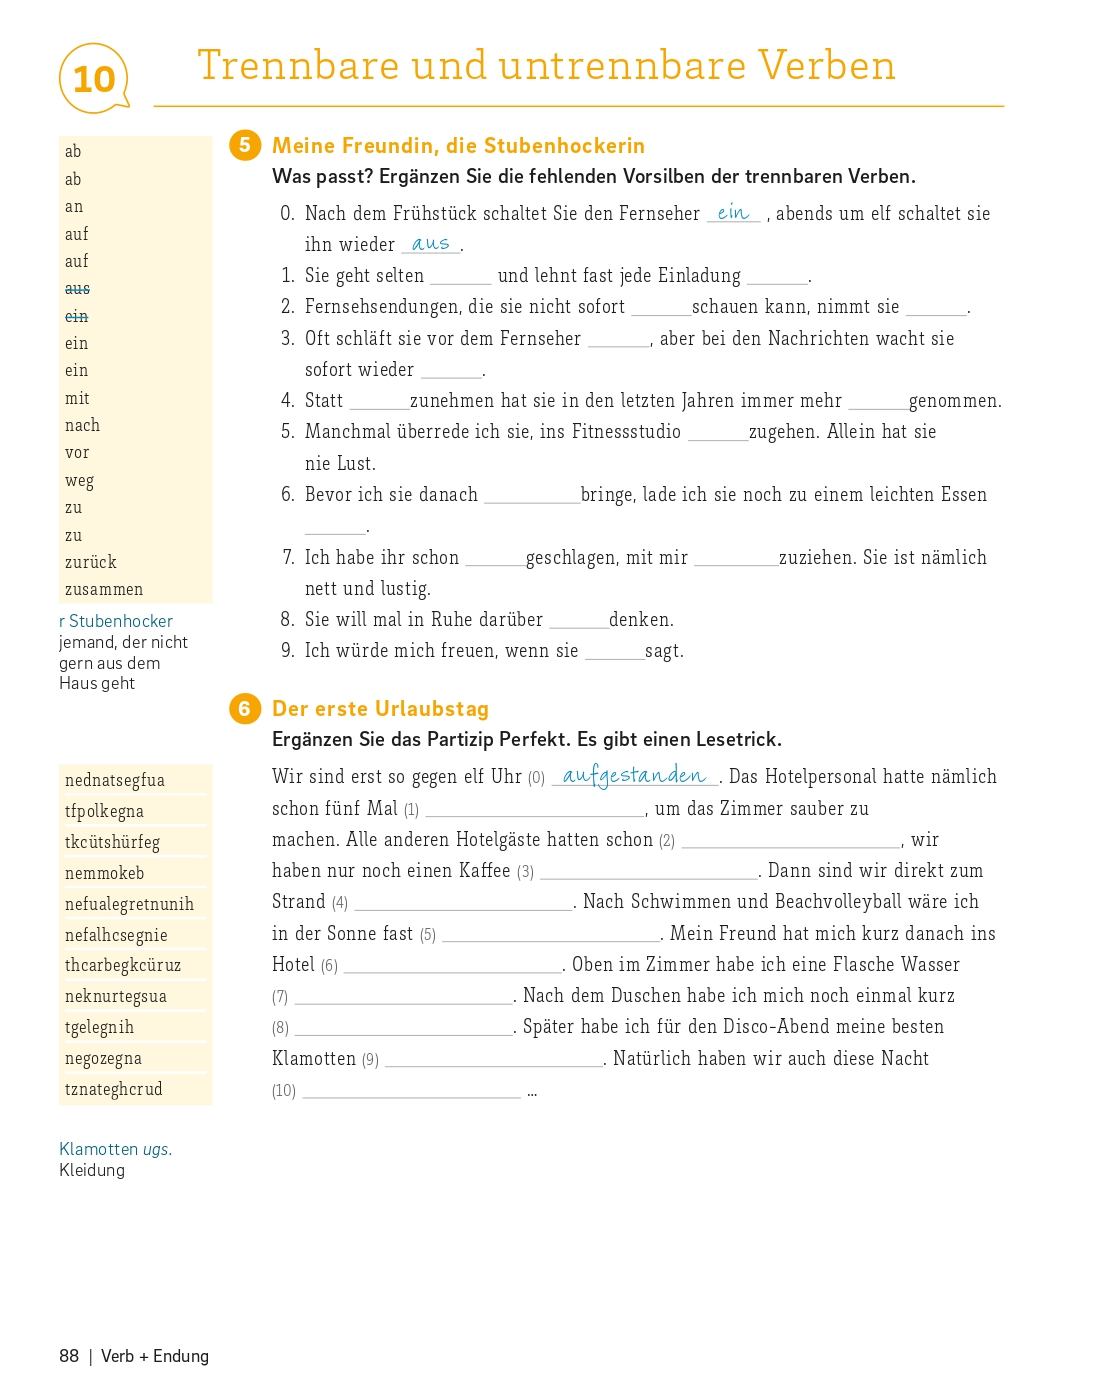 10
Trennbare und untrennbare Verben
ab
ab
an
auf
auf
aus
ein
ein
ein
mit
nach
vor
weg
zu
zu
zurück
zusammen
r Stubenhocker
jemand, der nicht
gern aus dem
Haus geht
5 Meine Freundin, die Stubenhockerin
Was passt? Ergänzen Sie die fehlenden Vorsilben der trennbaren Verben.
0. Nach dem Frühstück schaltet Sie den Fernseher ein , abends um elf schaltet sie
ihn wieder aus.
1. Sie geht selten ______ und lehnt fast jede Einladung ______.
2. Fernsehsendungen, die sie nicht sofort ______schauen kann, nimmt sie ______.
3. Oft schläft sie vor dem Fernseher ______, aber bei den Nachrichten wacht sie
sofort wieder ______.
4. Statt ______zunehmen hat sie in den letzten Jahren immer mehr ______genommen.
5. Manchmal überrede ich sie, ins Fitnessstudio ______zugehen. Allein hat sie
nie Lust.
6. Bevor ich sie danach __________bringe, lade ich sie noch zu einem leichten Essen
______.
7. Ich habe ihr schon ______geschlagen, mit mir _________zuziehen. Sie ist nämlich
nett und lustig.
8. Sie will mal in Ruhe darüber ______denken.
9. Ich würde mich freuen, wenn sie ______sagt.
6 Der erste Urlaubstag
Ergänzen Sie das Partizip Perfekt. Es gibt einen Lesetrick.
nednatsegfua
tfpolkegna
tkcütshürfeg
nemmokeb
nefualegretnunih
nefalhcsegnie
thcarbegkcüruz
neknurtegsua
tgelegnih
negozegna
tznateghcrud
Klamotten ugs.
Kleidung
Wir sind erst so gegen elf Uhr (0) aufgestanden. Das Hotelpersonal hatte nämlich
schon fünf Mal (1) ______________________, um das Zimmer sauber zu
machen. Alle anderen Hotelgäste hatten schon (2) ______________________, wir
haben nur noch einen Kaffee (3) ______________________. Dann sind wir direkt zum
Strand (4) ______________________. Nach Schwimmen und Beachvolleyball wäre ich
in der Sonne fast (5) ______________________. Mein Freund hat mich kurz danach ins
Hotel (6) ______________________. Oben im Zimmer habe ich eine Flasche Wasser
(7) ______________________. Nach dem Duschen habe ich mich noch einmal kurz
(8) ______________________. Später habe ich für den Disco-Abend meine besten
Klamotten (9) ______________________. Natürlich haben wir auch diese Nacht
(10) ______________________ ...
88 | Verb + Endung